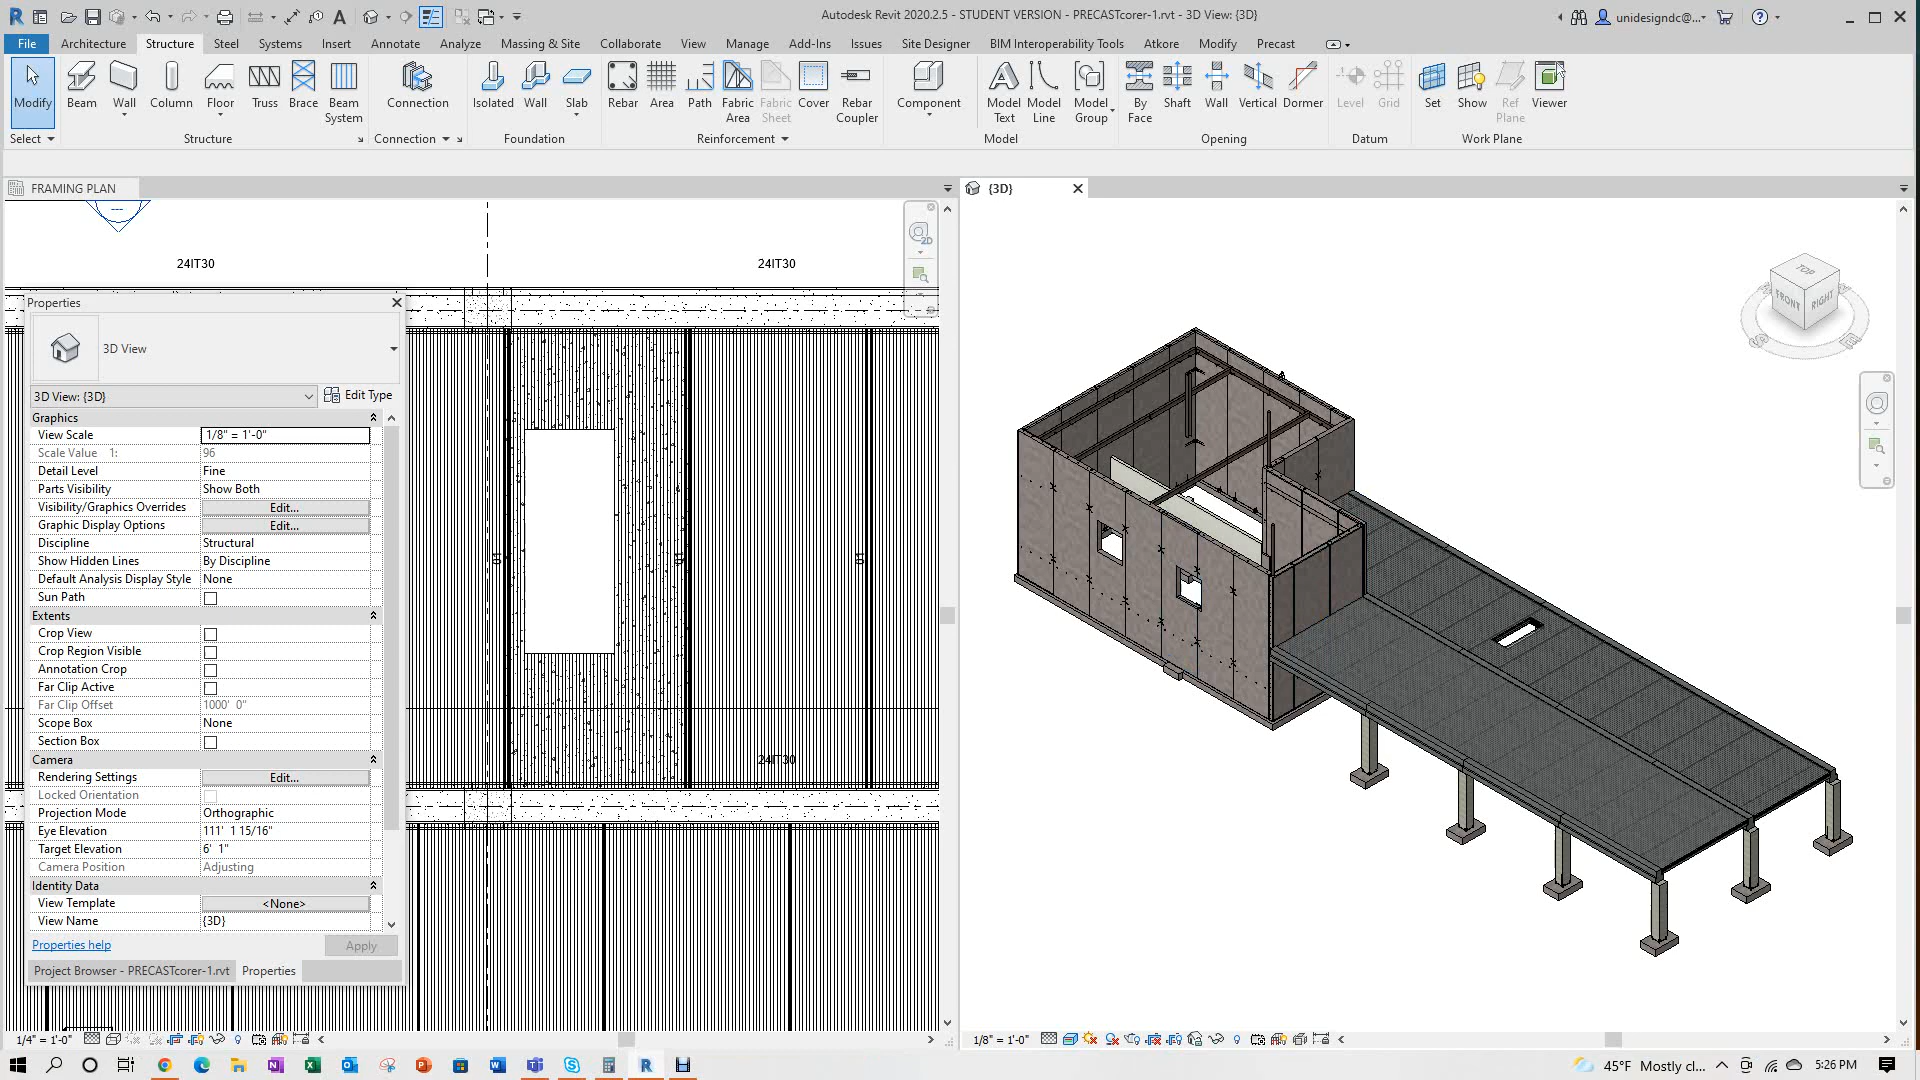 Autodesk Revit 2020.2.5 - STUDENT VERSION - PRECASTcorer-1.rvt - 3D View: {3D}
unidesigndc@...
File Architecture Structure Steel Systems Insert Annotate Analyze Massing & Site Collaborate View Manage Add-Ins Issues Site Designer BIM Interoperability Tools Atkore Modify Precast
Modify Beam Wall Column Floor Truss Brace Beam System Connection Isolated Wall Slab Rebar Area Path Fabric Area Fabric Sheet Cover Rebar Coupler Component Model Text Model Line Model Group By Face Shaft Wall Vertical Dormer Level Grid Set Show Ref Plane Viewer
Select Structure Connection Foundation Reinforcement Model Opening Datum Work Plane
FRAMING PLAN
{3D}
2D
24IT30
24IT30
24IT30
TOP
FRONT
RIGHT
Properties
3D View
3D View: {3D}
Edit Type
Graphics
View Scale 1/8" = 1'-0"
Scale Value 1: 96
Detail Level Fine
Parts Visibility Show Both
Visibility/Graphics Overrides Edit...
Graphic Display Options Edit...
Discipline Structural
Show Hidden Lines By Discipline
Default Analysis Display Style None
Sun Path
Extents
Crop View
Crop Region Visible
Annotation Crop
Far Clip Active
Far Clip Offset 1000' 0"
Scope Box None
Section Box
Camera
Rendering Settings Edit...
Locked Orientation
Projection Mode Orthographic
Eye Elevation 111' 1 15/16"
Target Elevation 6' 1"
Camera Position Adjusting
Identity Data
View Template <None>
View Name {3D}
Properties help
Apply
Project Browser - PRECASTcorer-1.rvt Properties
1/4" = 1'-0"
1/8" = 1'-0"
45°F Mostly cl...
5:26 PM